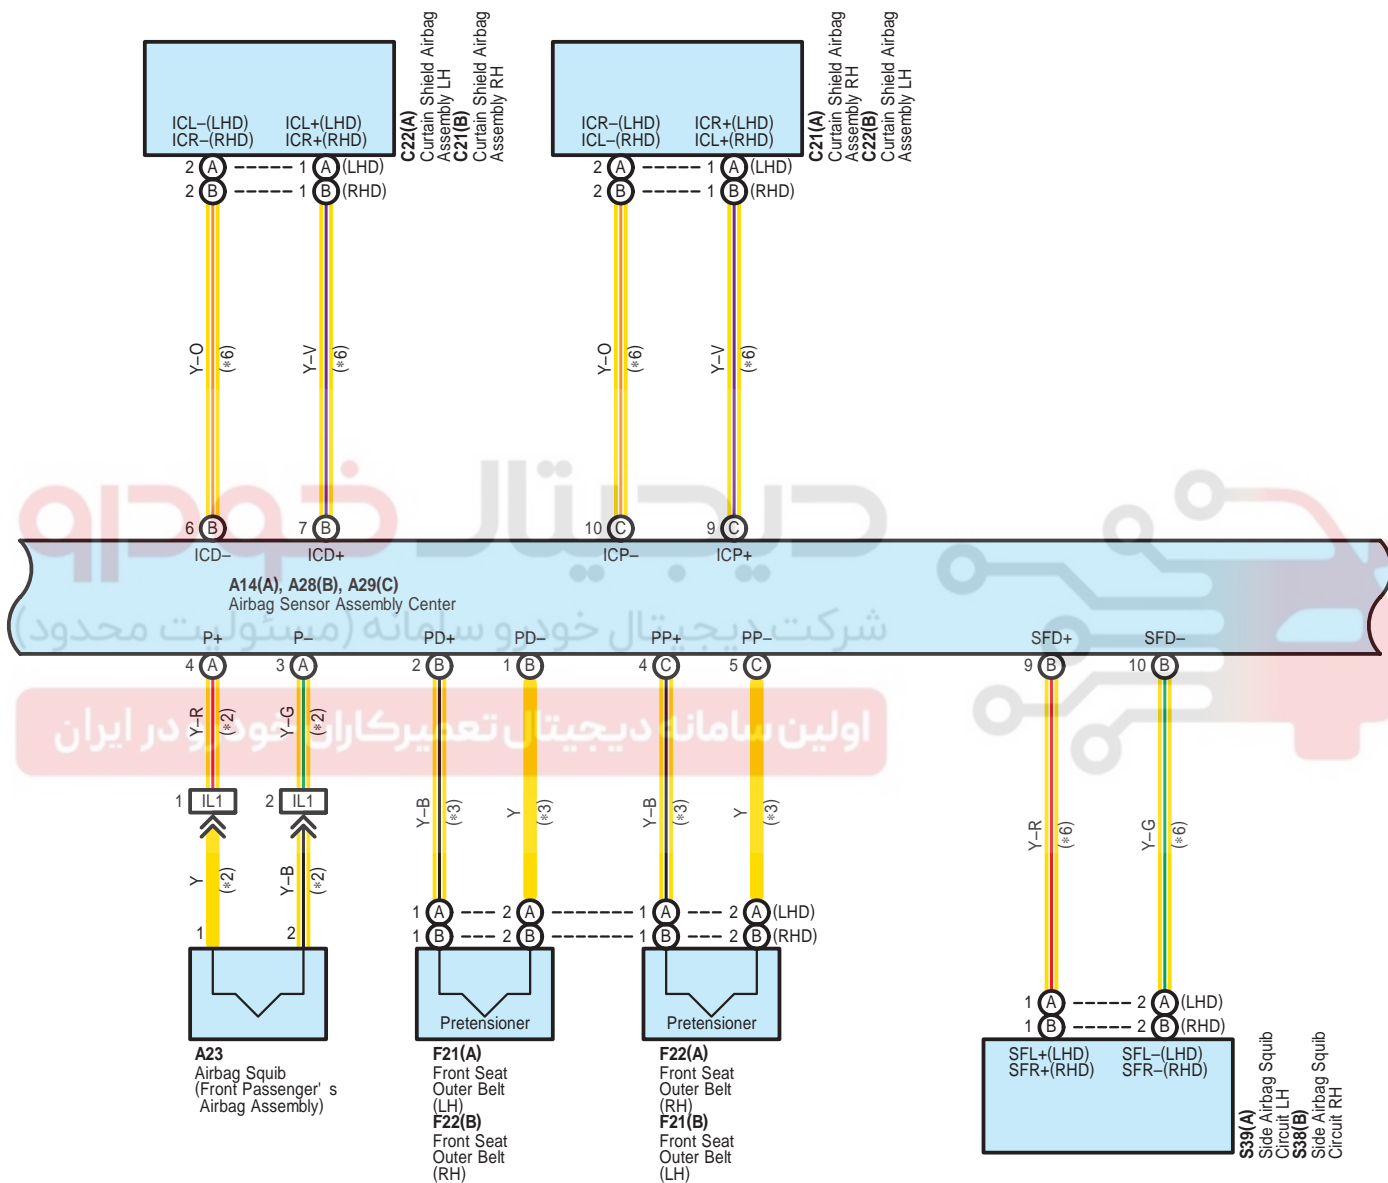 ICL–(LHD)
ICR–(RHD)
ICL+(LHD)
ICR+(RHD)
C22(A)
Curtain Shield Airbag
Assembly LH
C21(B)
Curtain Shield Airbag
Assembly RH
2 A 1 A (LHD)
2 B 1 B (RHD)
ICR–(LHD)
ICL–(RHD)
ICR+(LHD)
ICL+(RHD)
C21(A)
Curtain Shield Airbag
Assembly RH
C22(B)
Curtain Shield Airbag
Assembly LH
2 A 1 A (LHD)
2 B 1 B (RHD)
Y–O
(*6)
Y–V
(*6)
Y–O
(*6)
Y–V
(*6)
دیجیتال خودرو
6 B 7 B 10 C 9 C
ICD– ICD+ ICP– ICP+
A14(A), A28(B), A29(C)
Airbag Sensor Assembly Center
شرکت دیجیتال خودرو سامانه (مسئولیت محدود)
P+ P– PD+ PD– PP+ PP– SFD+ SFD–
4 A 3 A 2 B 1 B 4 C 5 C 9 B 10 B
اولین سامانه دیجیتال تعمیرکاران خودرو در ایران
Y–R
(*2)
Y–G
(*2)
1 IL1 2 IL1
Y–B
(*3)
Y
(*3)
Y–B
(*3)
Y
(*3)
Y–R
(*6)
Y–G
(*6)
Y
(*2)
Y–B
(*2)
1 2
1 A 2 A 1 A 2 A (LHD)
1 B 2 B 1 B 2 B (RHD)
Pretensioner
Pretensioner
A23
Airbag Squib
(Front Passenger' s
Airbag Assembly)
F21(A)
Front Seat
Outer Belt
(LH)
F22(B)
Front Seat
Outer Belt
(RH)
F22(A)
Front Seat
Outer Belt
(RH)
F21(B)
Front Seat
Outer Belt
(LH)
1 A 2 A (LHD)
1 B 2 B (RHD)
SFL+(LHD)
SFR+(RHD)
SFL–(LHD)
SFR–(RHD)
S39(A)
Side Airbag Squib
Circuit LH
S38(B)
Side Airbag Squib
Circuit RH